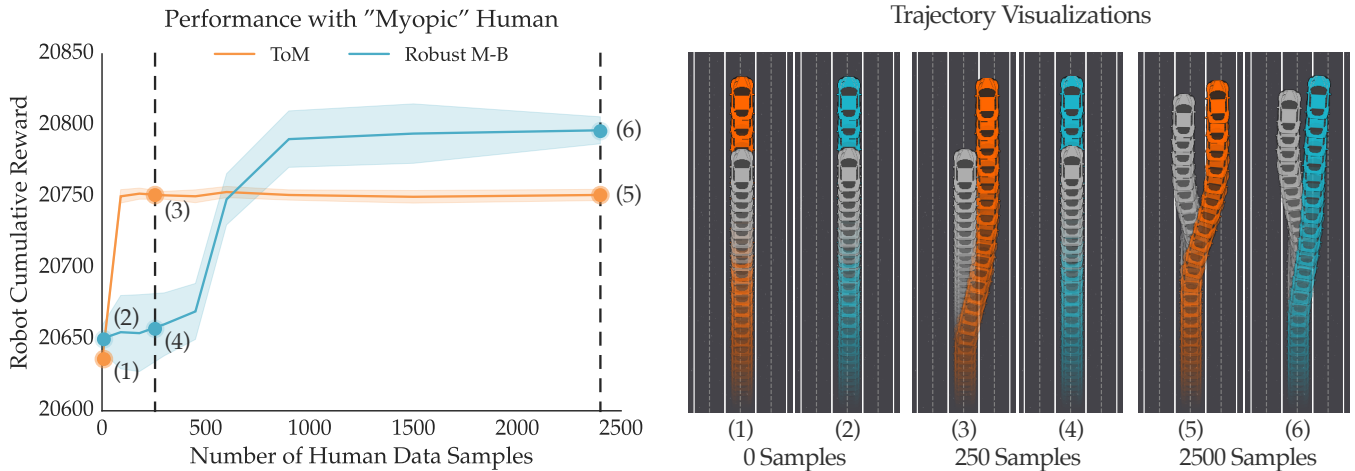 Performance with ”Myopic” Human
ToM
Robust M-B
Robot Cumulative Reward
20850
20800
20750
20700
20650
20600
(1)
(2)
(3)
(4)
(5)
(6)
0
500
1000
1500
2000
2500
Number of Human Data Samples
Trajectory Visualizations
(1) (2) (3) (4) (5) (6)
0 Samples 250 Samples 2500 Samples